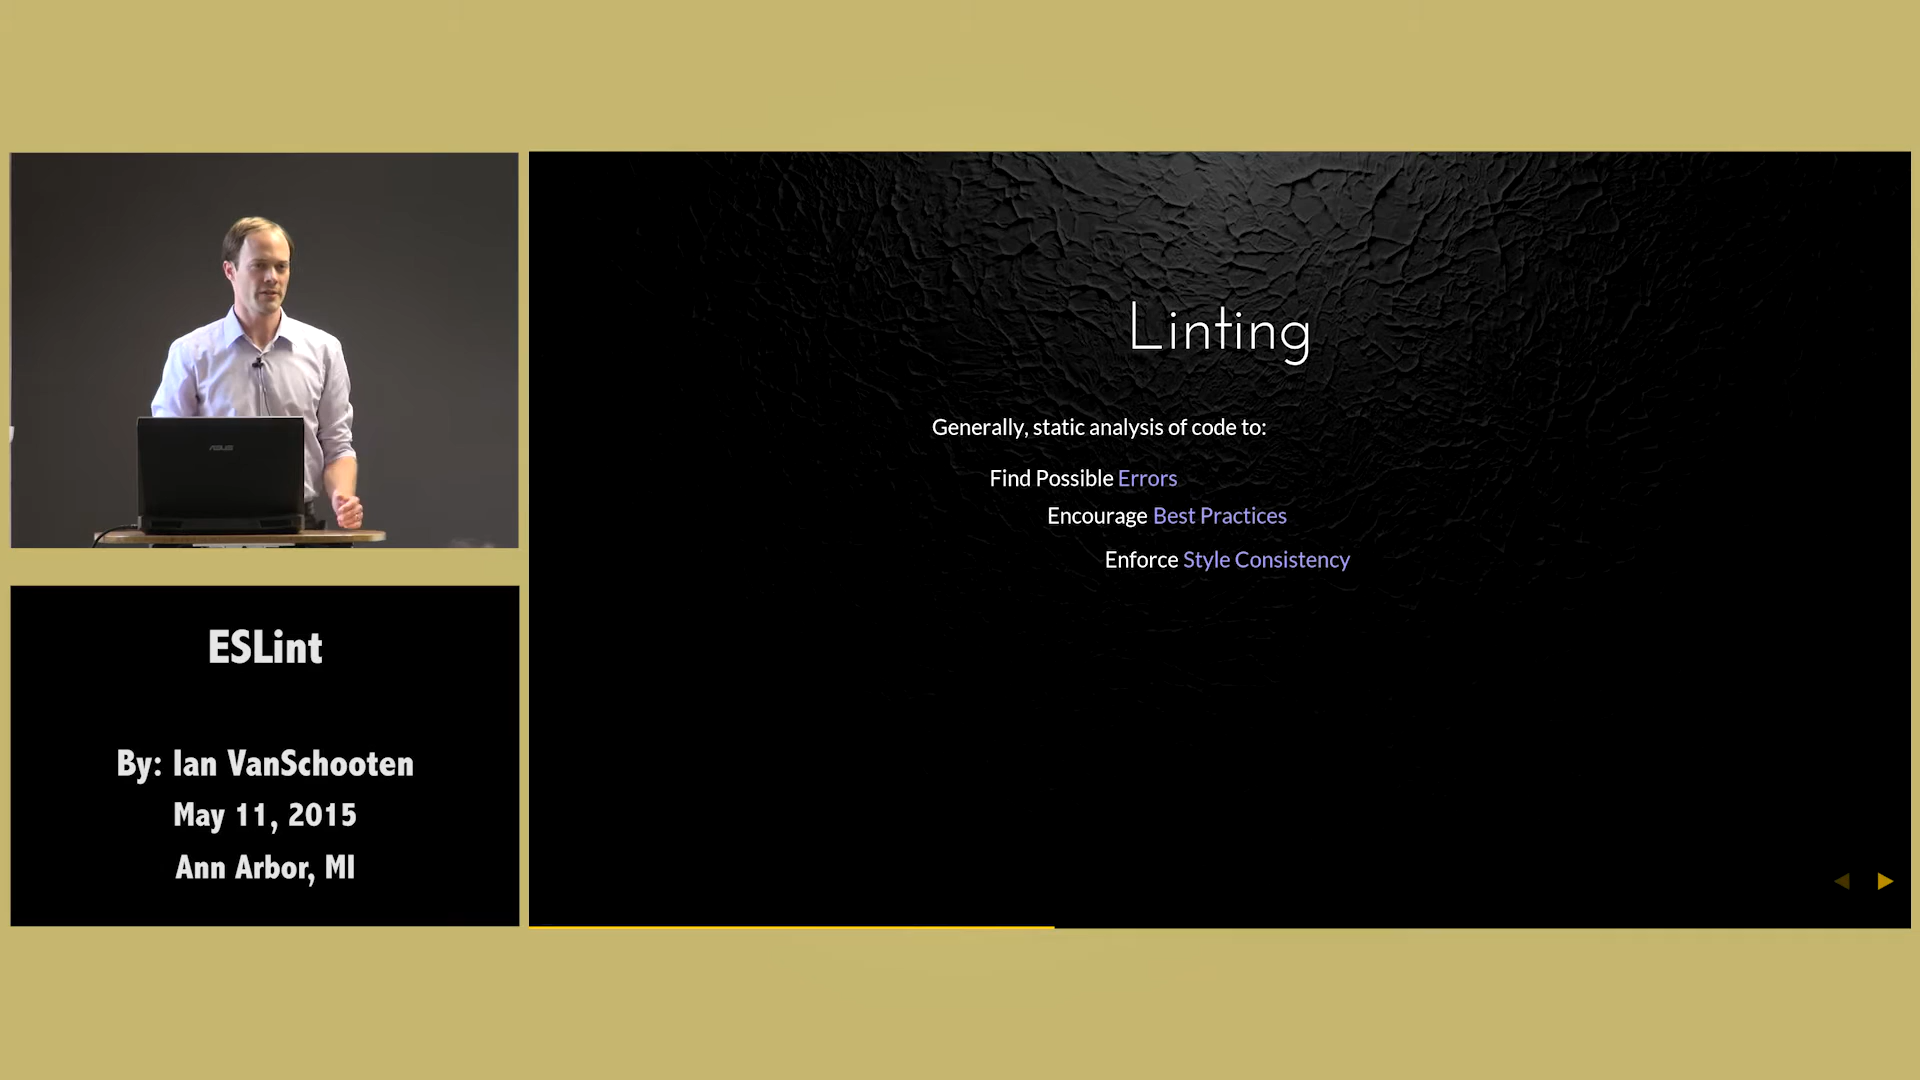 ASUS
ESLint
By: Ian VanSchooten
May 11, 2015
Ann Arbor, MI
Linting
Generally, static analysis of code to:
Find Possible Errors
Encourage Best Practices
Enforce Style Consistency